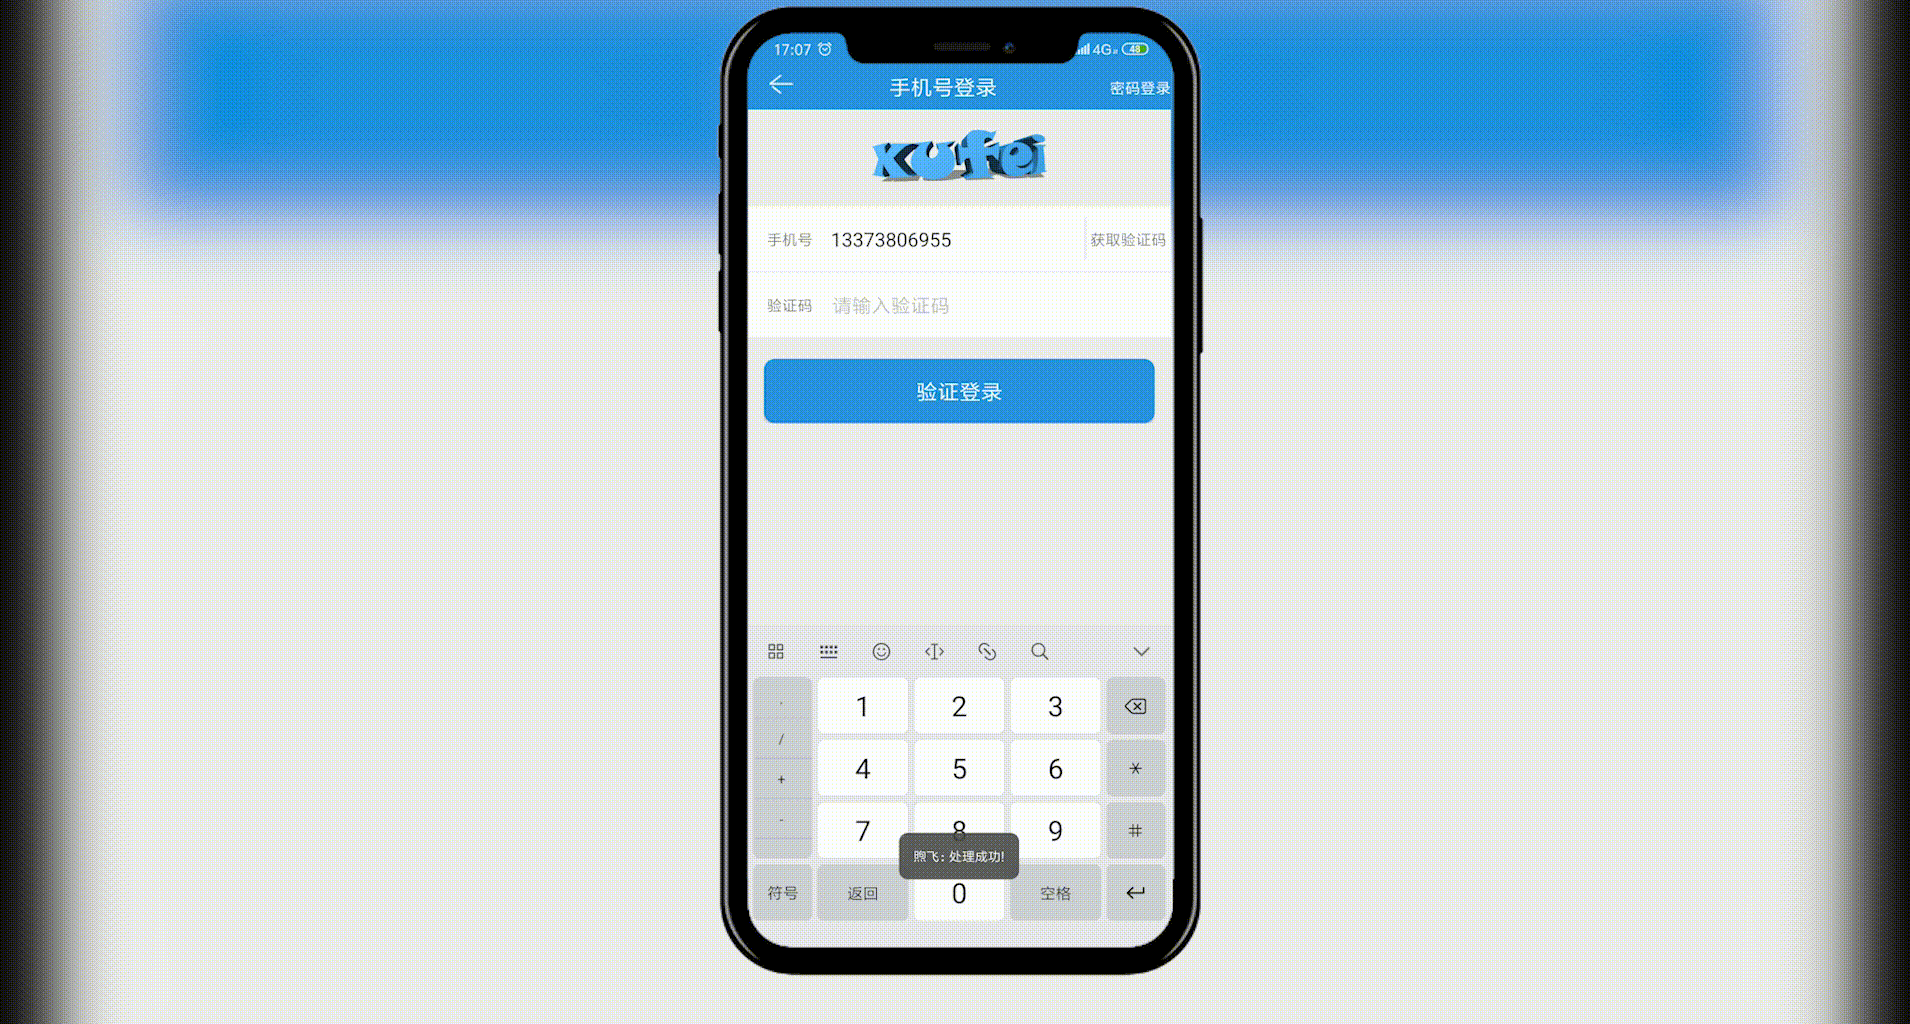 17:07 4G 48
手机号登录 密码登录
xufei
手机号 13373806955 获取验证码
验证码 请输入验证码
验证登录
1 2 3
/
4 5 6 *
+
7 8 9 #
-
煦飞: 处理成功!
符号 返回 0 空格